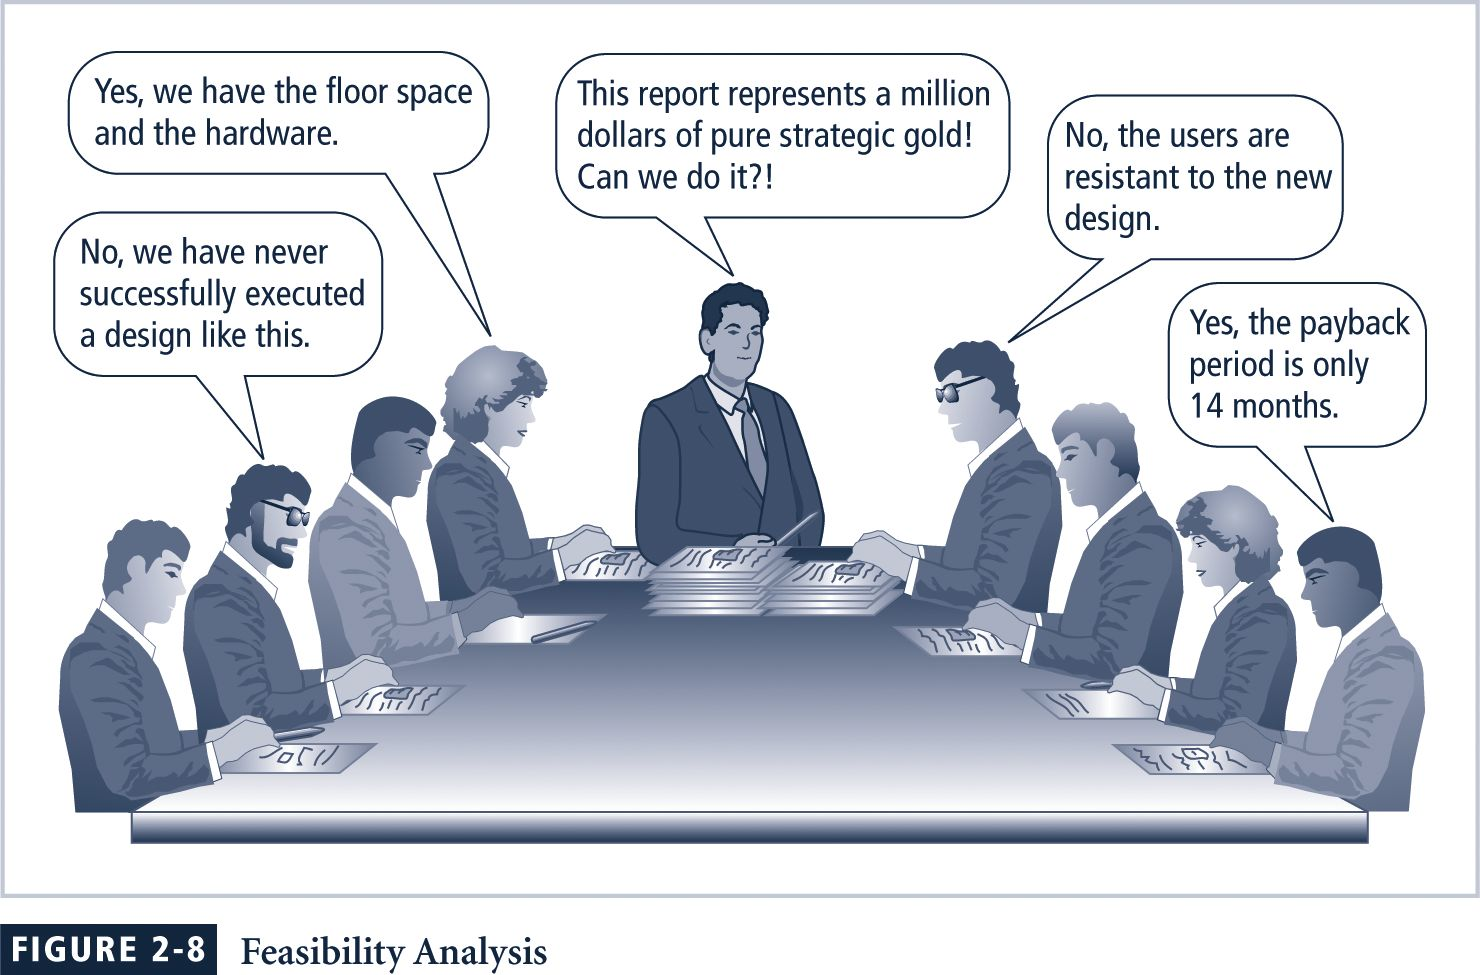 Yes, we have the floor space
and the hardware.
This report represents a million
dollars of pure strategic gold!
Can we do it?!
No, the users are
resistant to the new
design.
No, we have never
successfully executed
a design like this.
Yes, the payback
period is only
14 months.
FIGURE 2-8 Feasibility Analysis